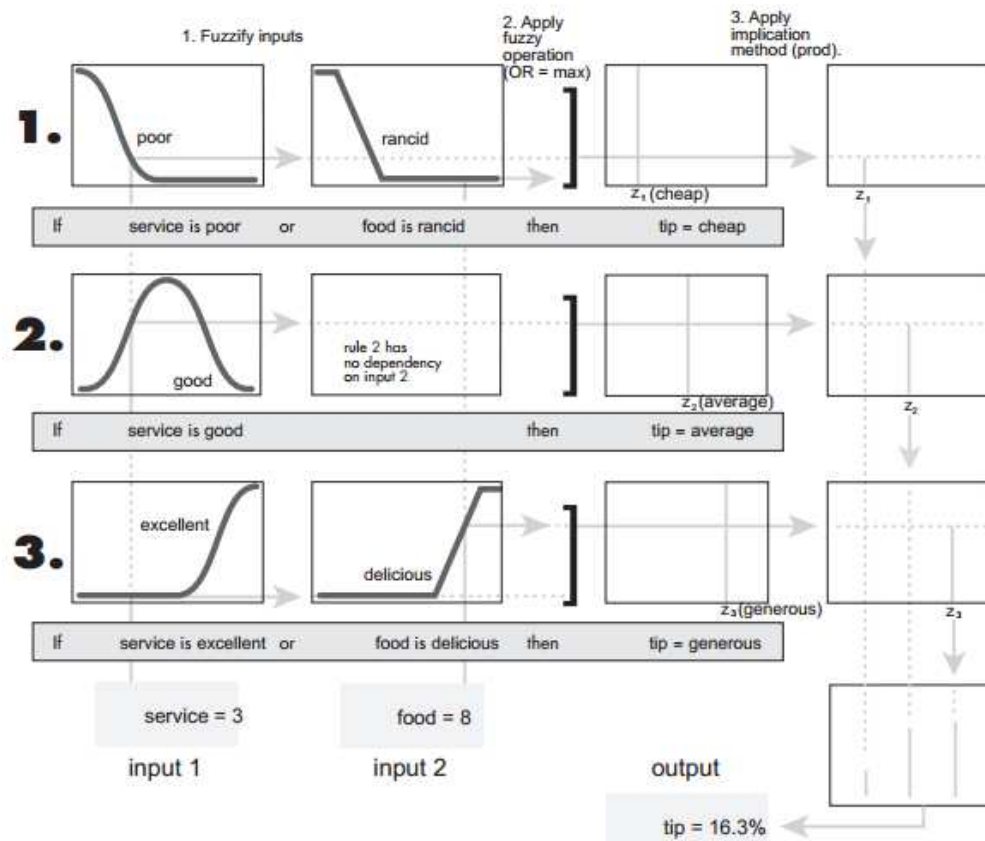 1. Fuzzify inputs
2. Apply
fuzzy
operation
(OR = max)
3. Apply
implication
method (prod).
1.
poor
rancid
z₁ (cheap)
z₁
If service is poor or food is rancid then tip = cheap
2.
good
rule 2 has
no dependency
on input 2
z₂ (average)
z₂
If service is good then tip = average
3.
excellent
delicious
z₃ (generous)
z₃
If service is excellent or food is delicious then tip = generous
service = 3
food = 8
input 1
input 2
output
tip = 16.3%